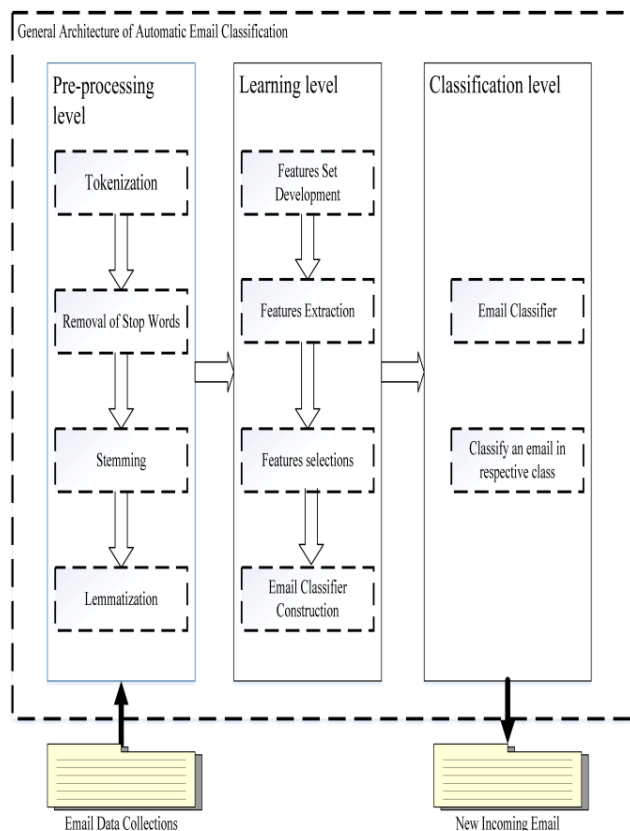 General Architecture of Automatic Email Classification
Pre-processing
level
Tokenization
Removal of Stop Words
Stemming
Lemmatization
Learning level
Features Set
Development
Features Extraction
Features selections
Email Classifier
Construction
Classification level
Email Classifier
Classify an email in
respective class
Email Data Collections
New Incoming Email